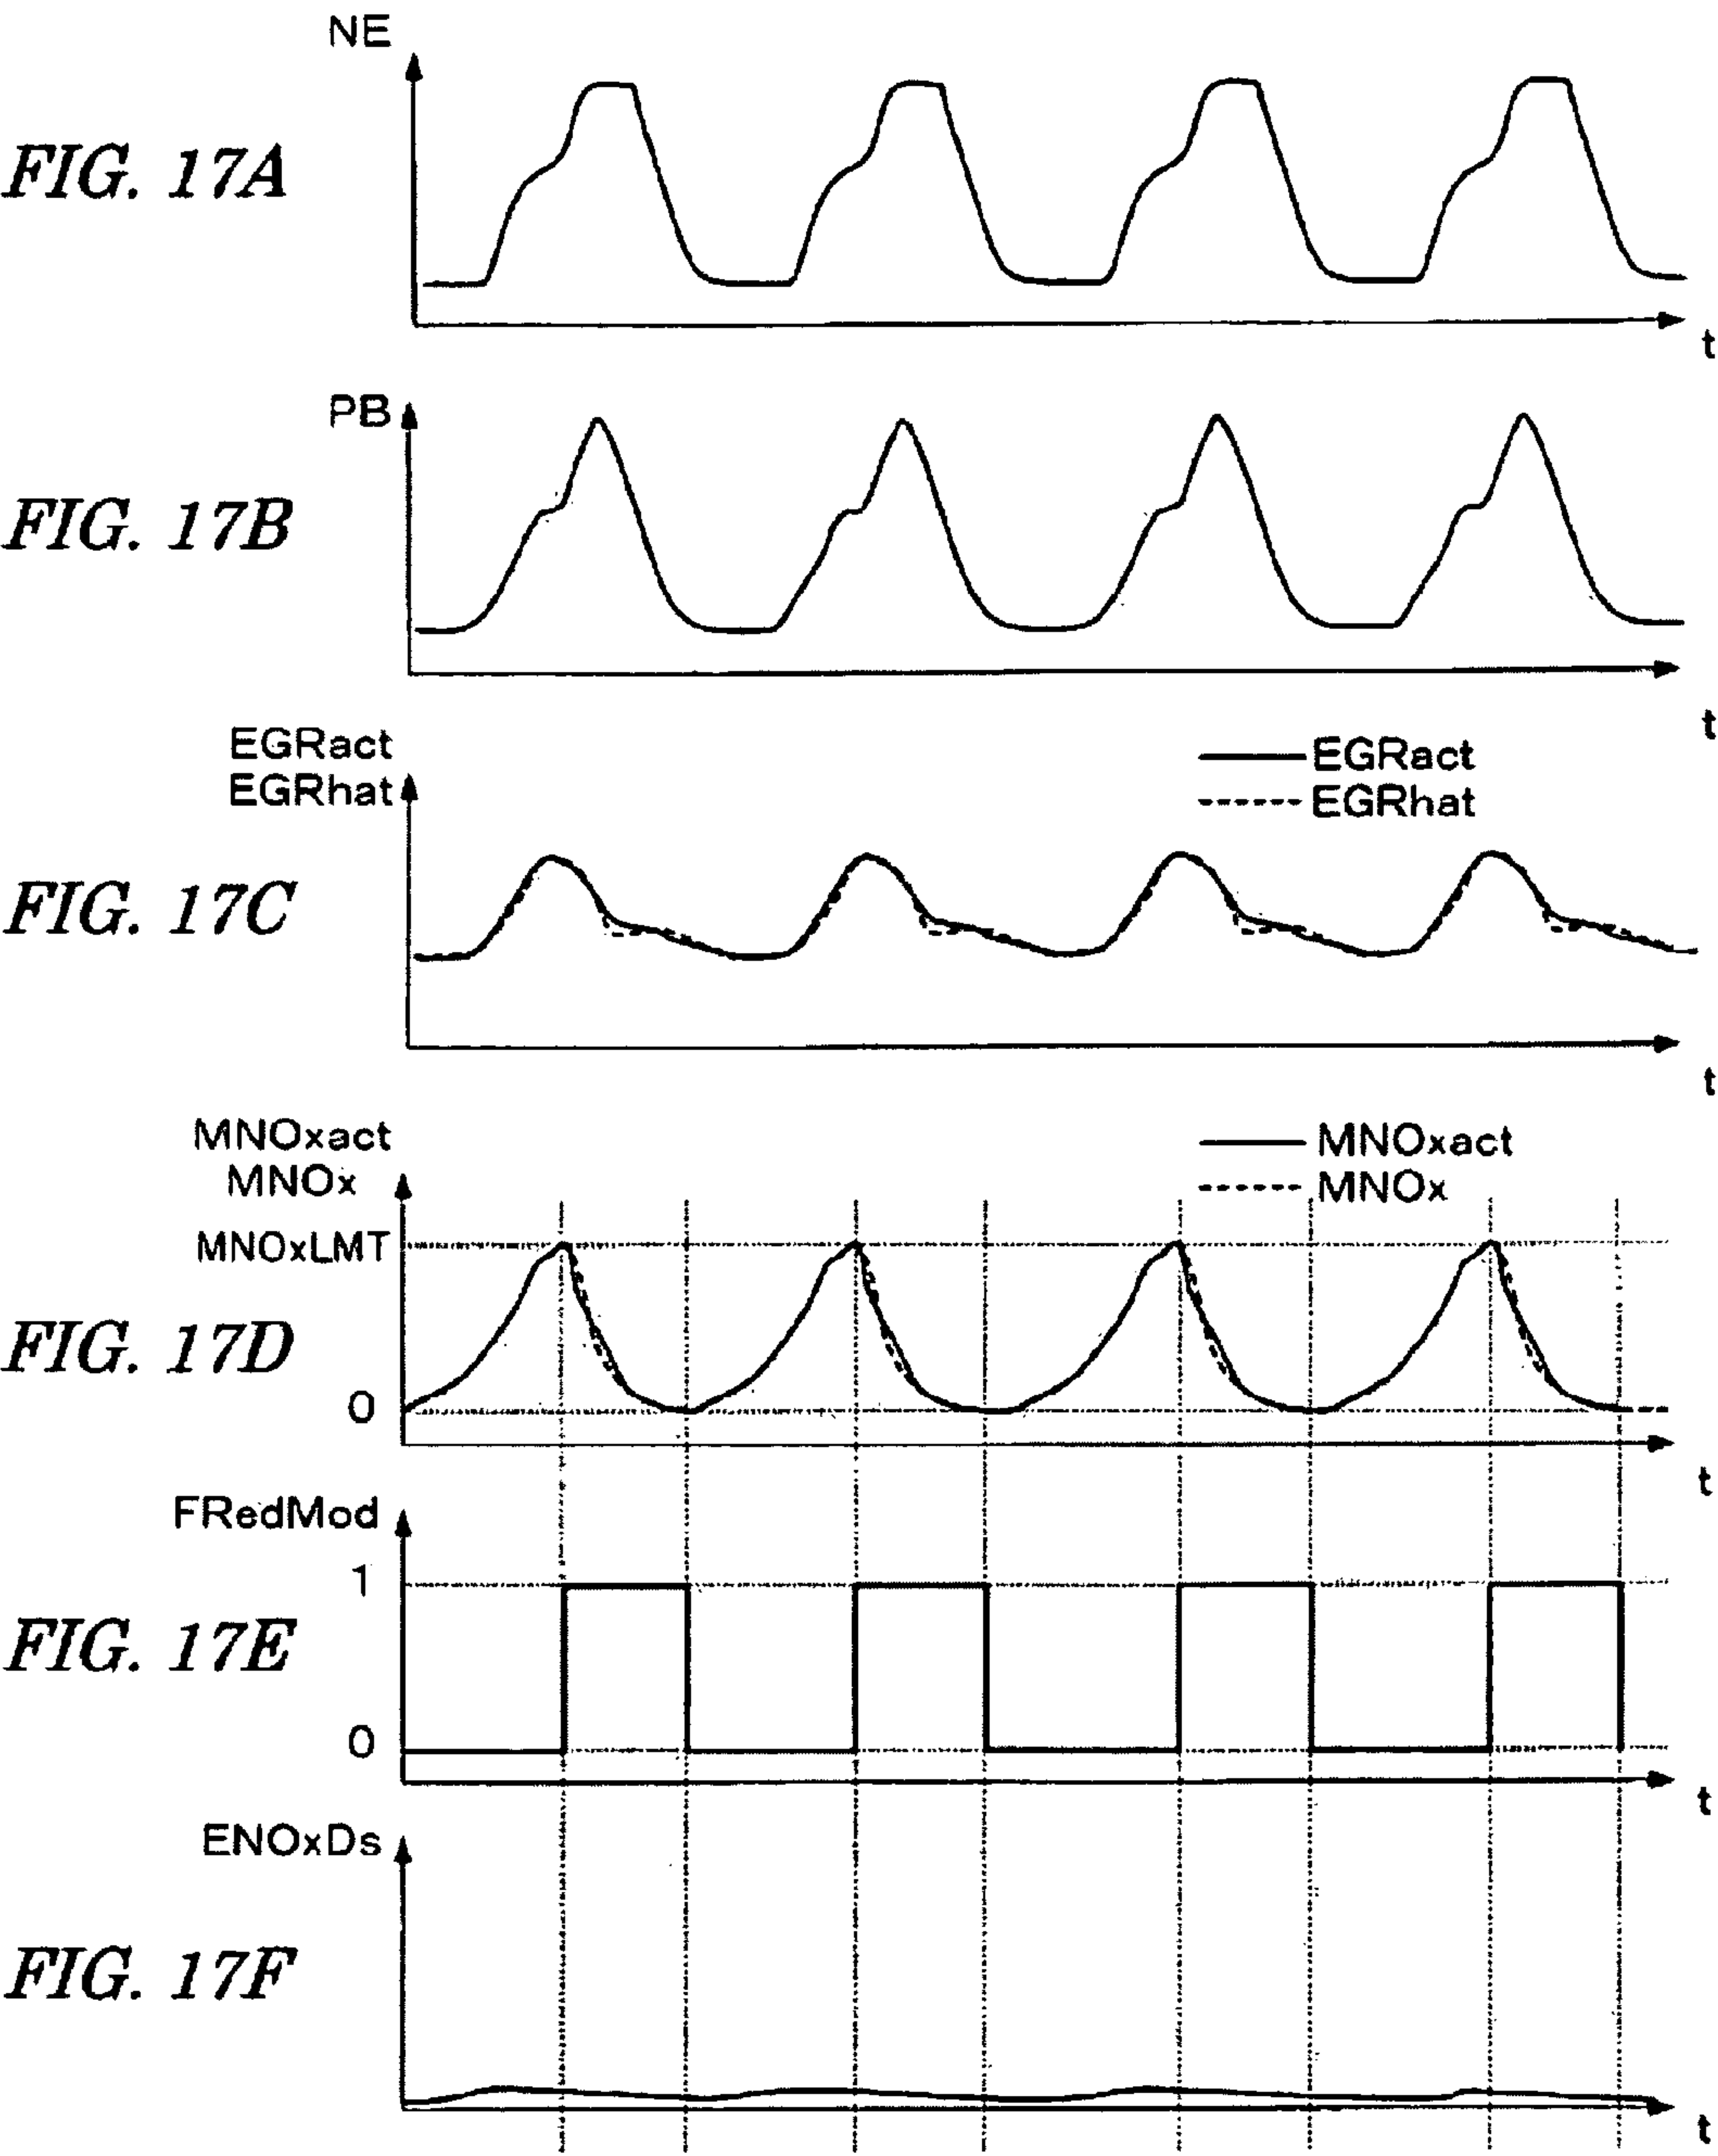 NE
FIG. 17A
t
PB
FIG. 17B
t
EGRact
EGRhat
EGRact
EGRhat
FIG. 17C
t
MNOxact
MNOx
MNOxact
MNOx
MNOxLMT
FIG. 17D
0
t
FRedMod
1
FIG. 17E
0
t
ENOxDs
FIG. 17F
t